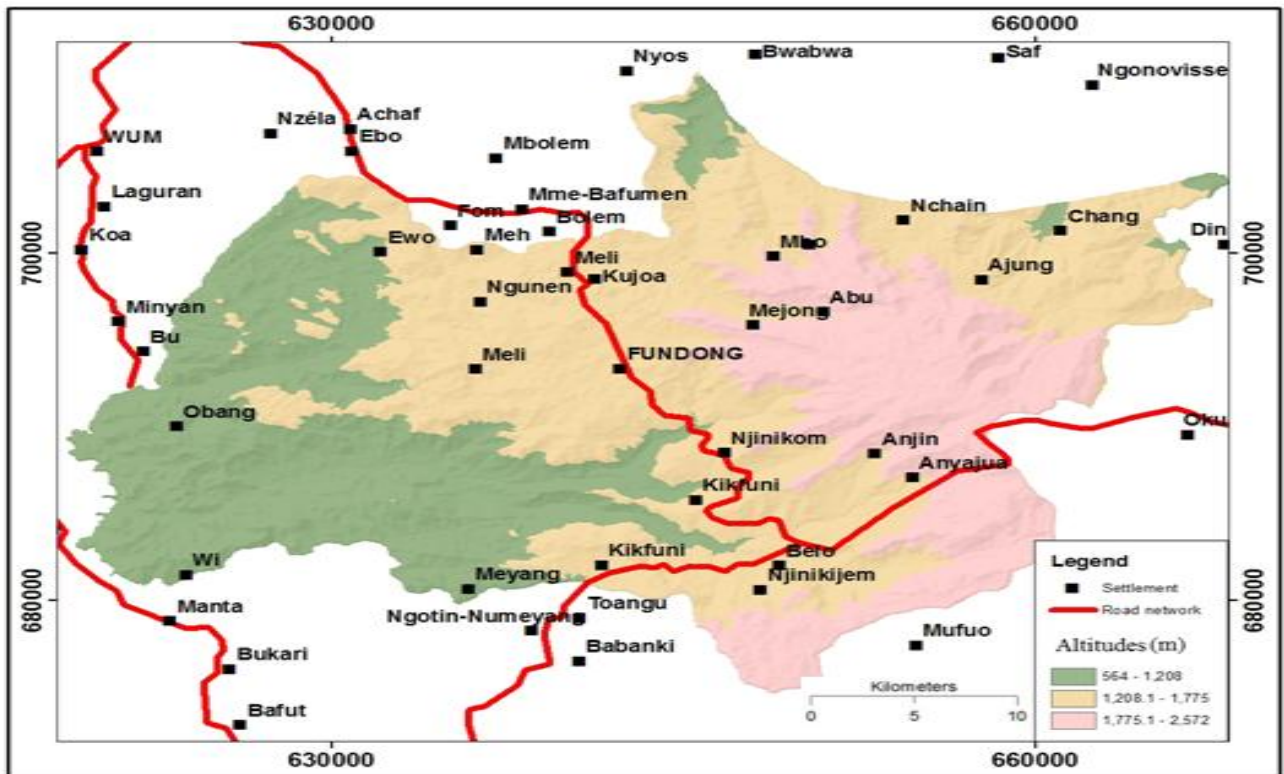 630000
660000
Nyos
Bwabwa
Saf
Ngonovisse
Nzéla
Achaf
Ebo
WUM
Mbolem
Laguran
Mme-Bafumen
Fom
Bolem
Nchain
Chang
Koa
Ewo
Meh
Mbo
Din
700000
700000
Meli
Kujoa
Ajung
Ngunen
Abu
Minyan
Mejong
Bu
Meli
FUNDONG
Obang
Oku
Njinikom
Anjin
Anyajua
Kikfuni
Wi
Meyang
Kikfuni
Bero
Njinikijem
680000
680000
Manta
Ngotin-Numeyang
Toangu
Bukari
Babanki
Mufuo
Bafut
Kilometers
0 5 10
Legend
Settlement
Road network
Altitudes (m)
564 - 1,208
1,208.1 - 1,775
1,775.1 - 2,572
630000
660000